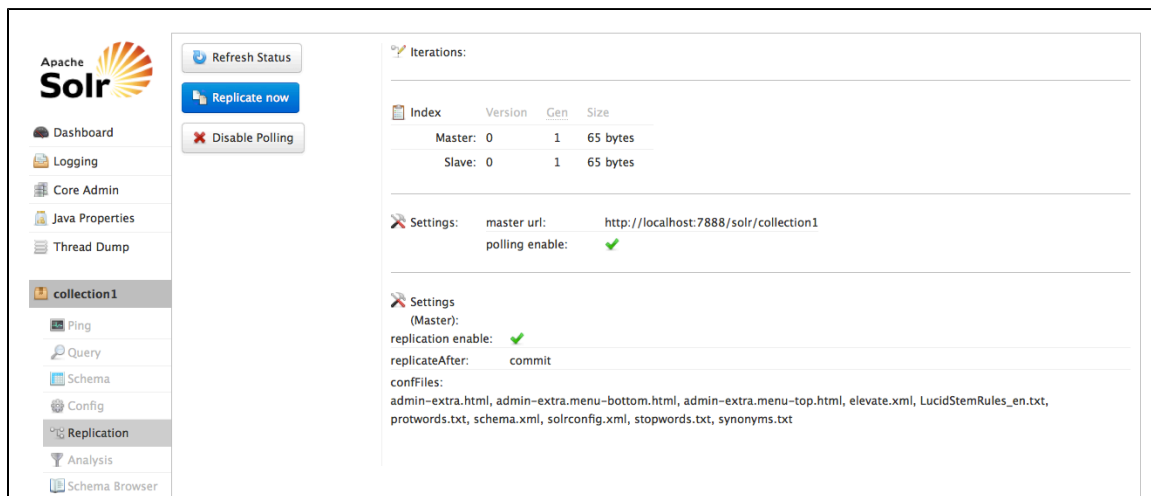 Apache
Solr
Dashboard
Logging
Core Admin
Java Properties
Thread Dump
collection1
Ping
Query
Schema
Config
Replication
Analysis
Schema Browser
Refresh Status
Replicate now
Disable Polling
Iterations:
Index Version Gen Size
Master: 0 1 65 bytes
Slave: 0 1 65 bytes
Settings: master url: http://localhost:7888/solr/collection1
polling enable:
Settings
(Master):
replication enable:
replicateAfter: commit
confFiles:
admin-extra.html, admin-extra.menu-bottom.html, admin-extra.menu-top.html, elevate.xml, LucidStemRules_en.txt,
protwords.txt, schema.xml, solrconfig.xml, stopwords.txt, synonyms.txt